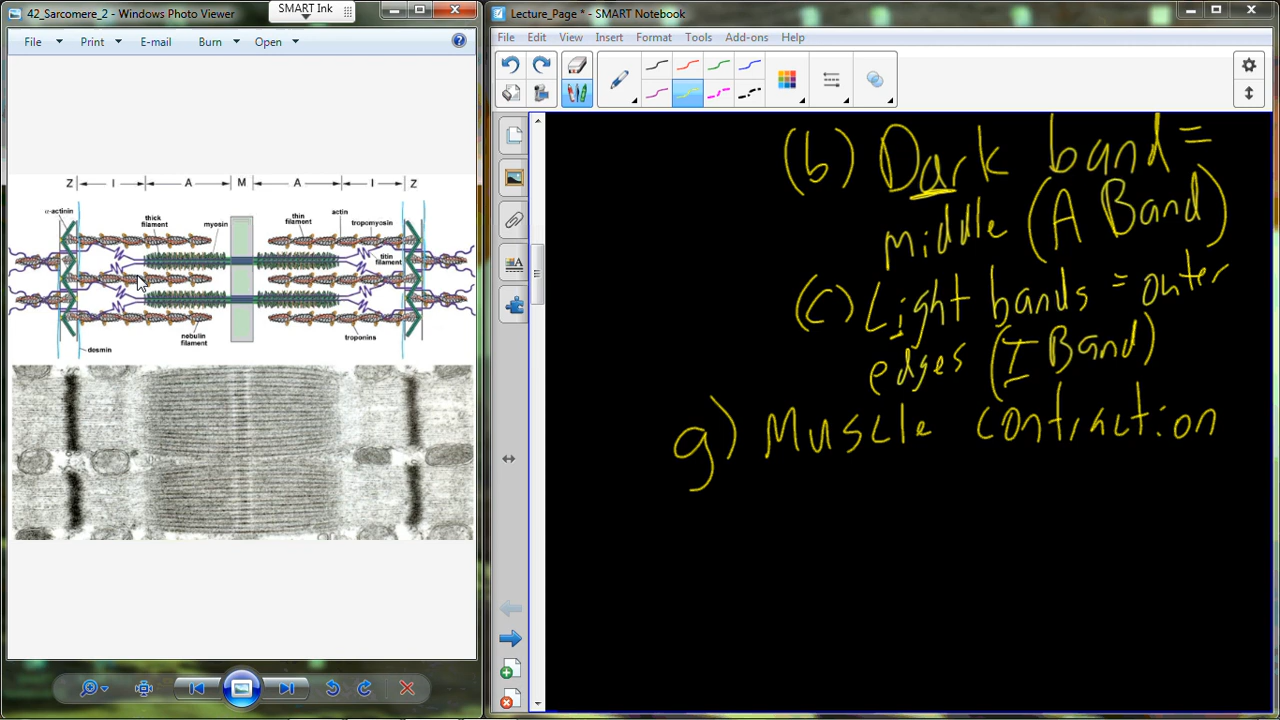 42_Sarcomere_2 - Windows Photo Viewer
SMART Ink
File Print E-mail Burn Open
Z I A M A I Z
α-actinin
thick filament
myosin
thin filament
actin
tropomyosin
titin filament
nebulin filament
troponins
desmin
Lecture_Page * - SMART Notebook
File Edit View Insert Format Tools Add-ons Help
(b) Dark band =
middle (A Band)
(c) Light bands = outer
edges (I Band)
g) Muscle contraction